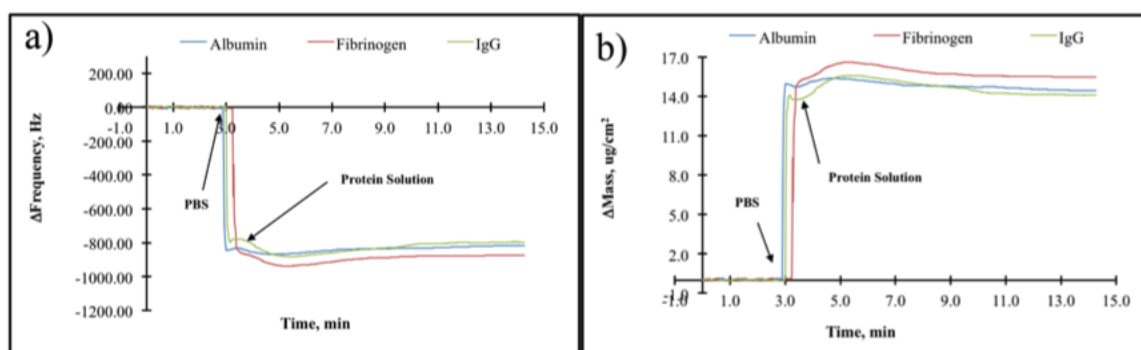 a)
Albumin Fibrinogen IgG
200.00
0.00
-1.0 1.0 3.0 5.0 7.0 9.0 11.0 13.0 15.0
-200.00
-400.00
-600.00
-800.00
-1000.00
-1200.00
ΔFrequency, Hz
PBS
Protein Solution
Time, min
b)
Albumin Fibrinogen IgG
17.0
14.0
11.0
8.0
5.0
2.0
-1.0
-1.0 1.0 3.0 5.0 7.0 9.0 11.0 13.0 15.0
ΔMass, ug/cm²
PBS
Protein Solution
Time, min